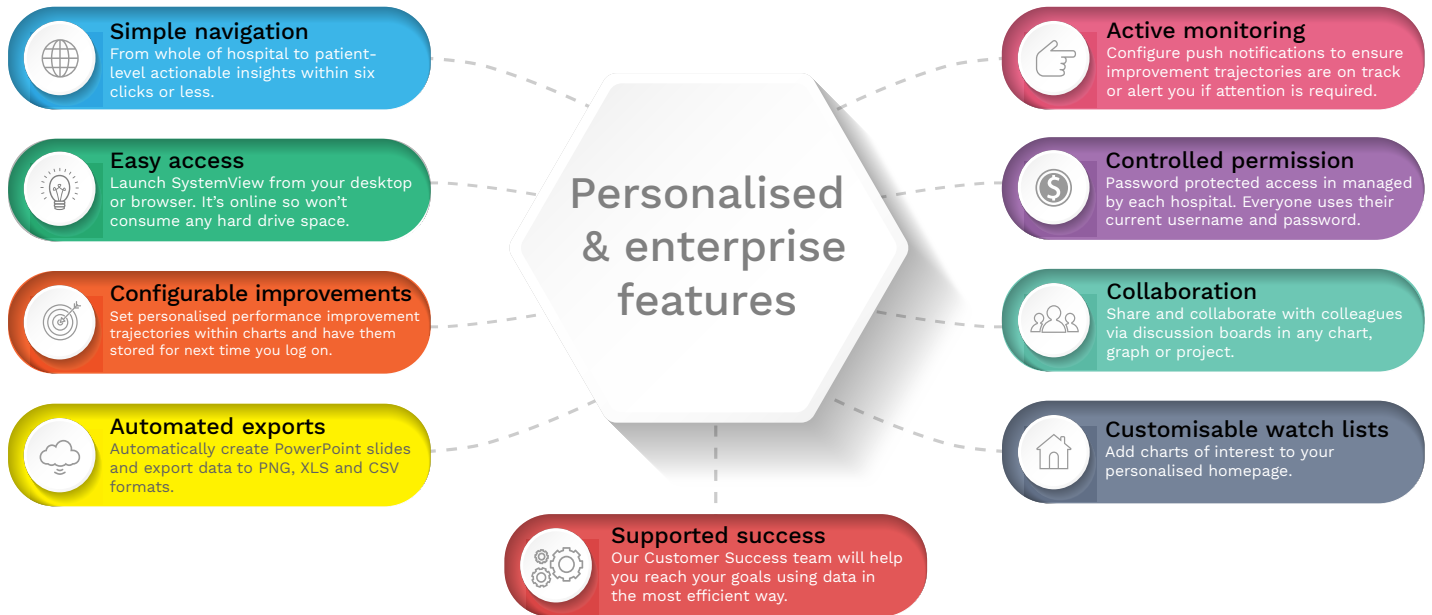 Simple navigation
From whole of hospital to patient-
level actionable insights within six
clicks or less.
Easy access
Launch SystemView from your desktop
or browser. It's online so won't
consume any hard drive space.
Configurable improvements
Set personalised performance improvement
trajectories within charts and have them
stored for next time you log on.
Automated exports
Automatically create PowerPoint slides
and export data to PNG, XLS and CSV
formats.
Personalised
& enterprise
features
Active monitoring
Configure push notifications to ensure
improvement trajectories are on track
or alert you if attention is required.
Controlled permission
Password protected access in managed
by each hospital. Everyone uses their
current username and password.
Collaboration
Share and collaborate with colleagues
via discussion boards in any chart,
graph or project.
Customisable watch lists
Add charts of interest to your
personalised homepage.
Supported success
Our Customer Success team will help
you reach your goals using data in
the most efficient way.